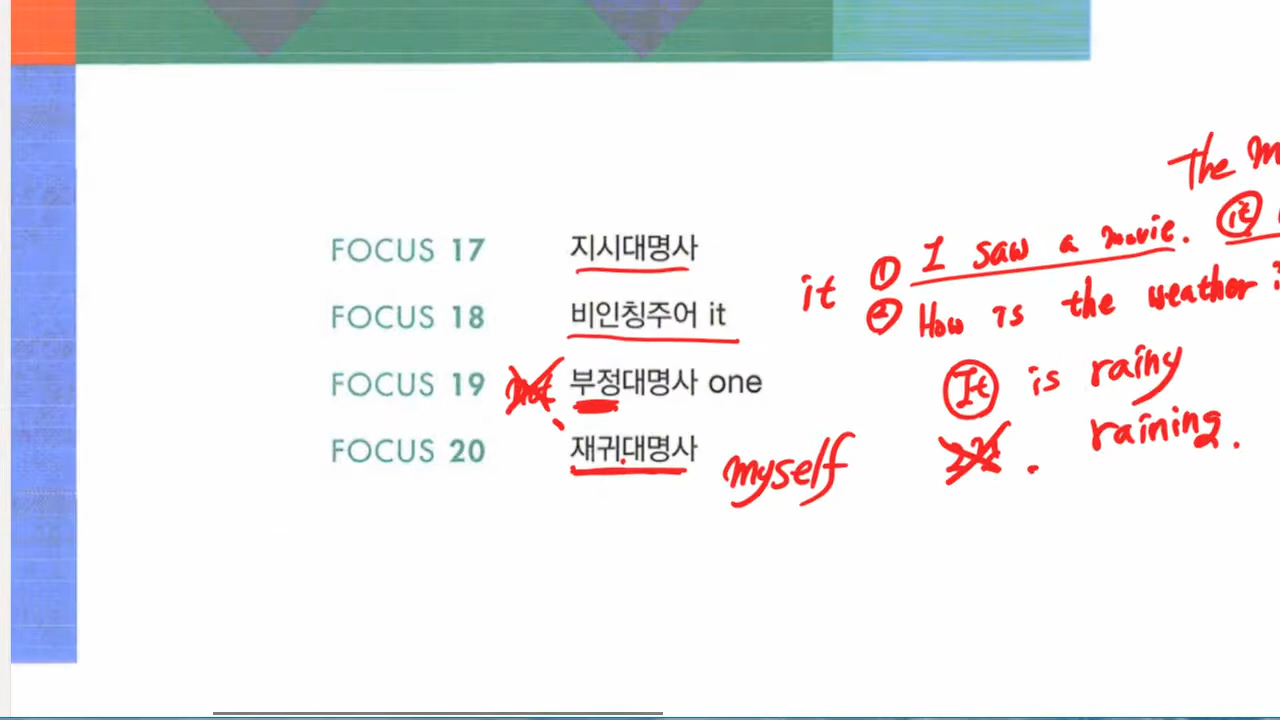 The
FOCUS 17 지시대명사
it ① I saw a movie. it
FOCUS 18 비인칭주어 it
② How is the weather
FOCUS 19 not 부정대명사 one
It is rainy
FOCUS 20 재귀대명사
myself
raining.